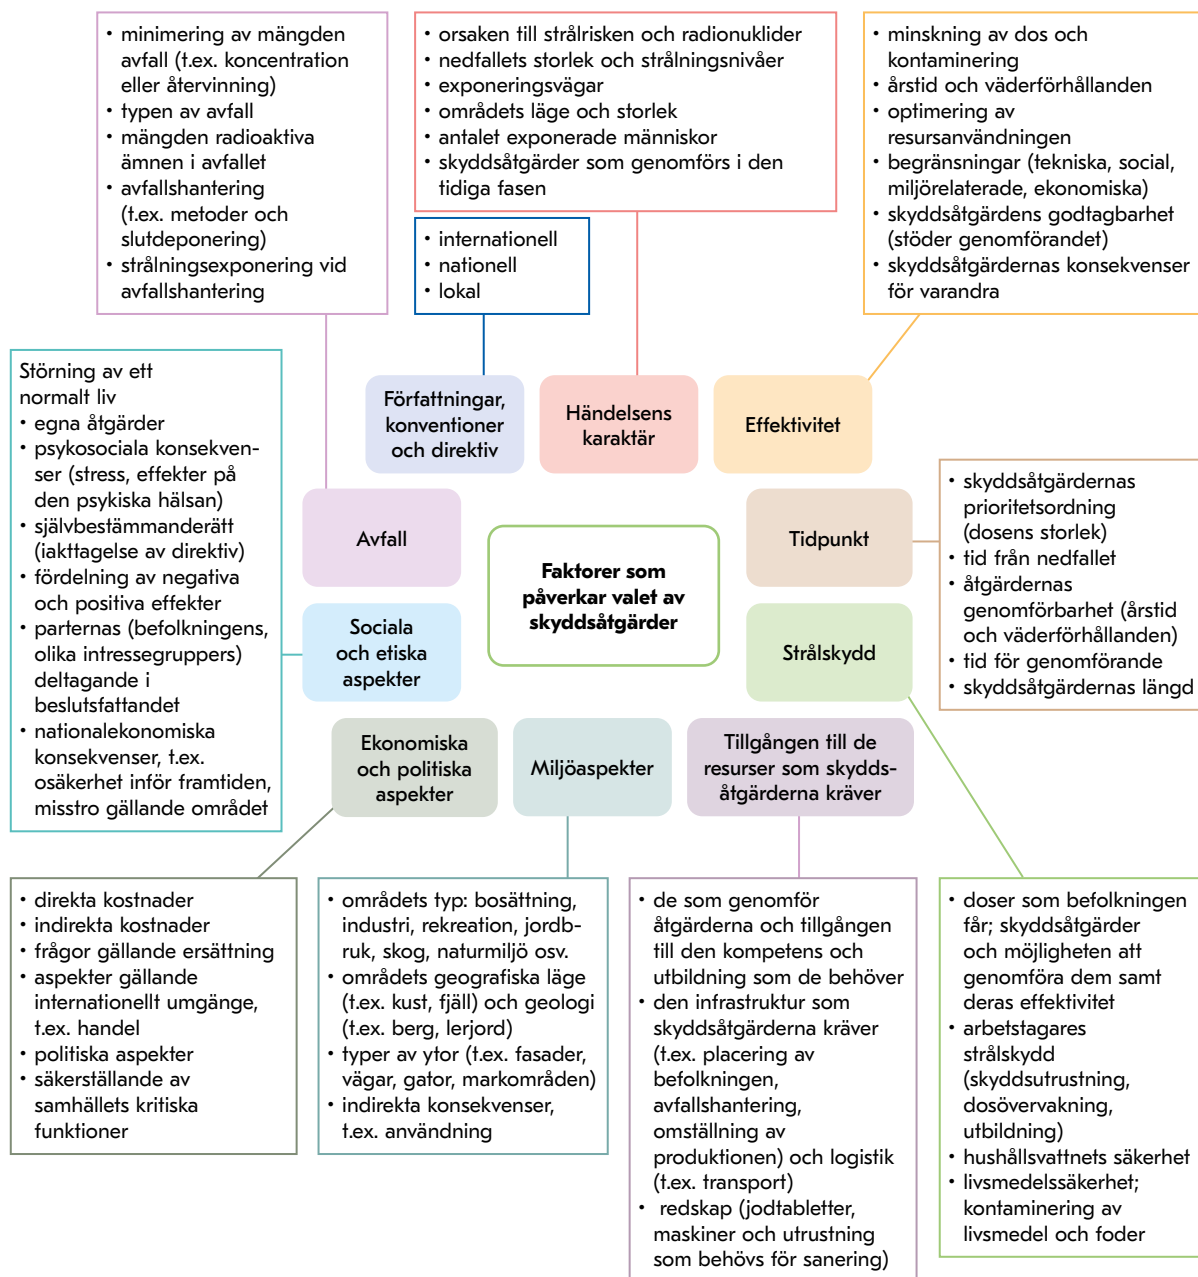 • minimering av mängden
avfall (t.ex. koncentration
eller återvinning)
• typen av avfall
• mängden radioaktiva
ämnen i avfallet
• avfallshantering
(t.ex. metoder och
slutdeponering)
• strålningsexponering vid
avfallshantering
• orsaken till strålrisken och radionuklider
• nedfallets storlek och strålningsnivåer
• exponeringsvägar
• områdets läge och storlek
• antalet exponerade människor
• skyddsåtgärder som genomförs i den
tidiga fasen
• internationell
• nationell
• lokal
• minskning av dos och
kontaminering
• årstid och väderförhållanden
• optimering av
resursanvändningen
• begränsningar (tekniska, social,
miljörelaterade, ekonomiska)
• skyddsåtgärdens godtagbarhet
(stöder genomförandet)
• skyddsåtgärdernas konsekvenser
för varandra
Störning av ett
normalt liv
• egna åtgärder
• psykosociala konsekven-
ser (stress, effekter på
den psykiska hälsan)
• självbestämmanderätt
(iakttagelse av direktiv)
• fördelning av negativa
och positiva effekter
• parternas (befolkningens,
olika intressegruppers)
deltagande i
beslutsfattandet
• nationalekonomiska
konsekvenser, t.ex.
osäkerhet inför framtiden,
misstro gällande området
Författningar,
konventioner
och direktiv
Händelsens
karaktär
Effektivitet
Avfall
Tidpunkt
Faktorer som
påverkar valet av
skyddsåtgärder
Sociala
och etiska
aspekter
Strålskydd
Ekonomiska
och politiska
aspekter
Miljöaspekter
Tillgången till de
resurser som skydds-
åtgärderna kräver
• skyddsåtgärdernas
prioritetsordning
(dosens storlek)
• tid från nedfallet
• åtgärdernas
genomförbarhet (årstid
och väderförhållanden)
• tid för genomförande
• skyddsåtgärdernas längd
• direkta kostnader
• indirekta kostnader
• frågor gällande ersättning
• aspekter gällande
internationellt umgänge,
t.ex. handel
• politiska aspekter
• säkerställande av
samhällets kritiska
funktioner
• områdets typ: bosättning,
industri, rekreation, jordb-
ruk, skog, naturmiljö osv.
• områdets geografiska läge
(t.ex. kust, fjäll) och geologi
(t.ex. berg, lerjord)
• typer av ytor (t.ex. fasader,
vägar, gator, markområden)
• indirekta konsekvenser,
t.ex. användning
• de som genomför
åtgärderna och tillgången
till den kompetens och
utbildning som de behöver
• den infrastruktur som
skyddsåtgärderna kräver
(t.ex. placering av
befolkningen,
avfallshantering,
omställning av
produktionen) och logistik
(t.ex. transport)
• redskap (jodtabletter,
maskiner och utrustning
som behövs för sanering)
• doser som befolkningen
får; skyddsåtgärder
och möjligheten att
genomföra dem samt
deras effektivitet
• arbetstagares
strålskydd
(skyddsutrustning,
dosövervakning,
utbildning)
• hushållsvattnets säkerhet
• livsmedelssäkerhet;
kontaminering av
livsmedel och foder